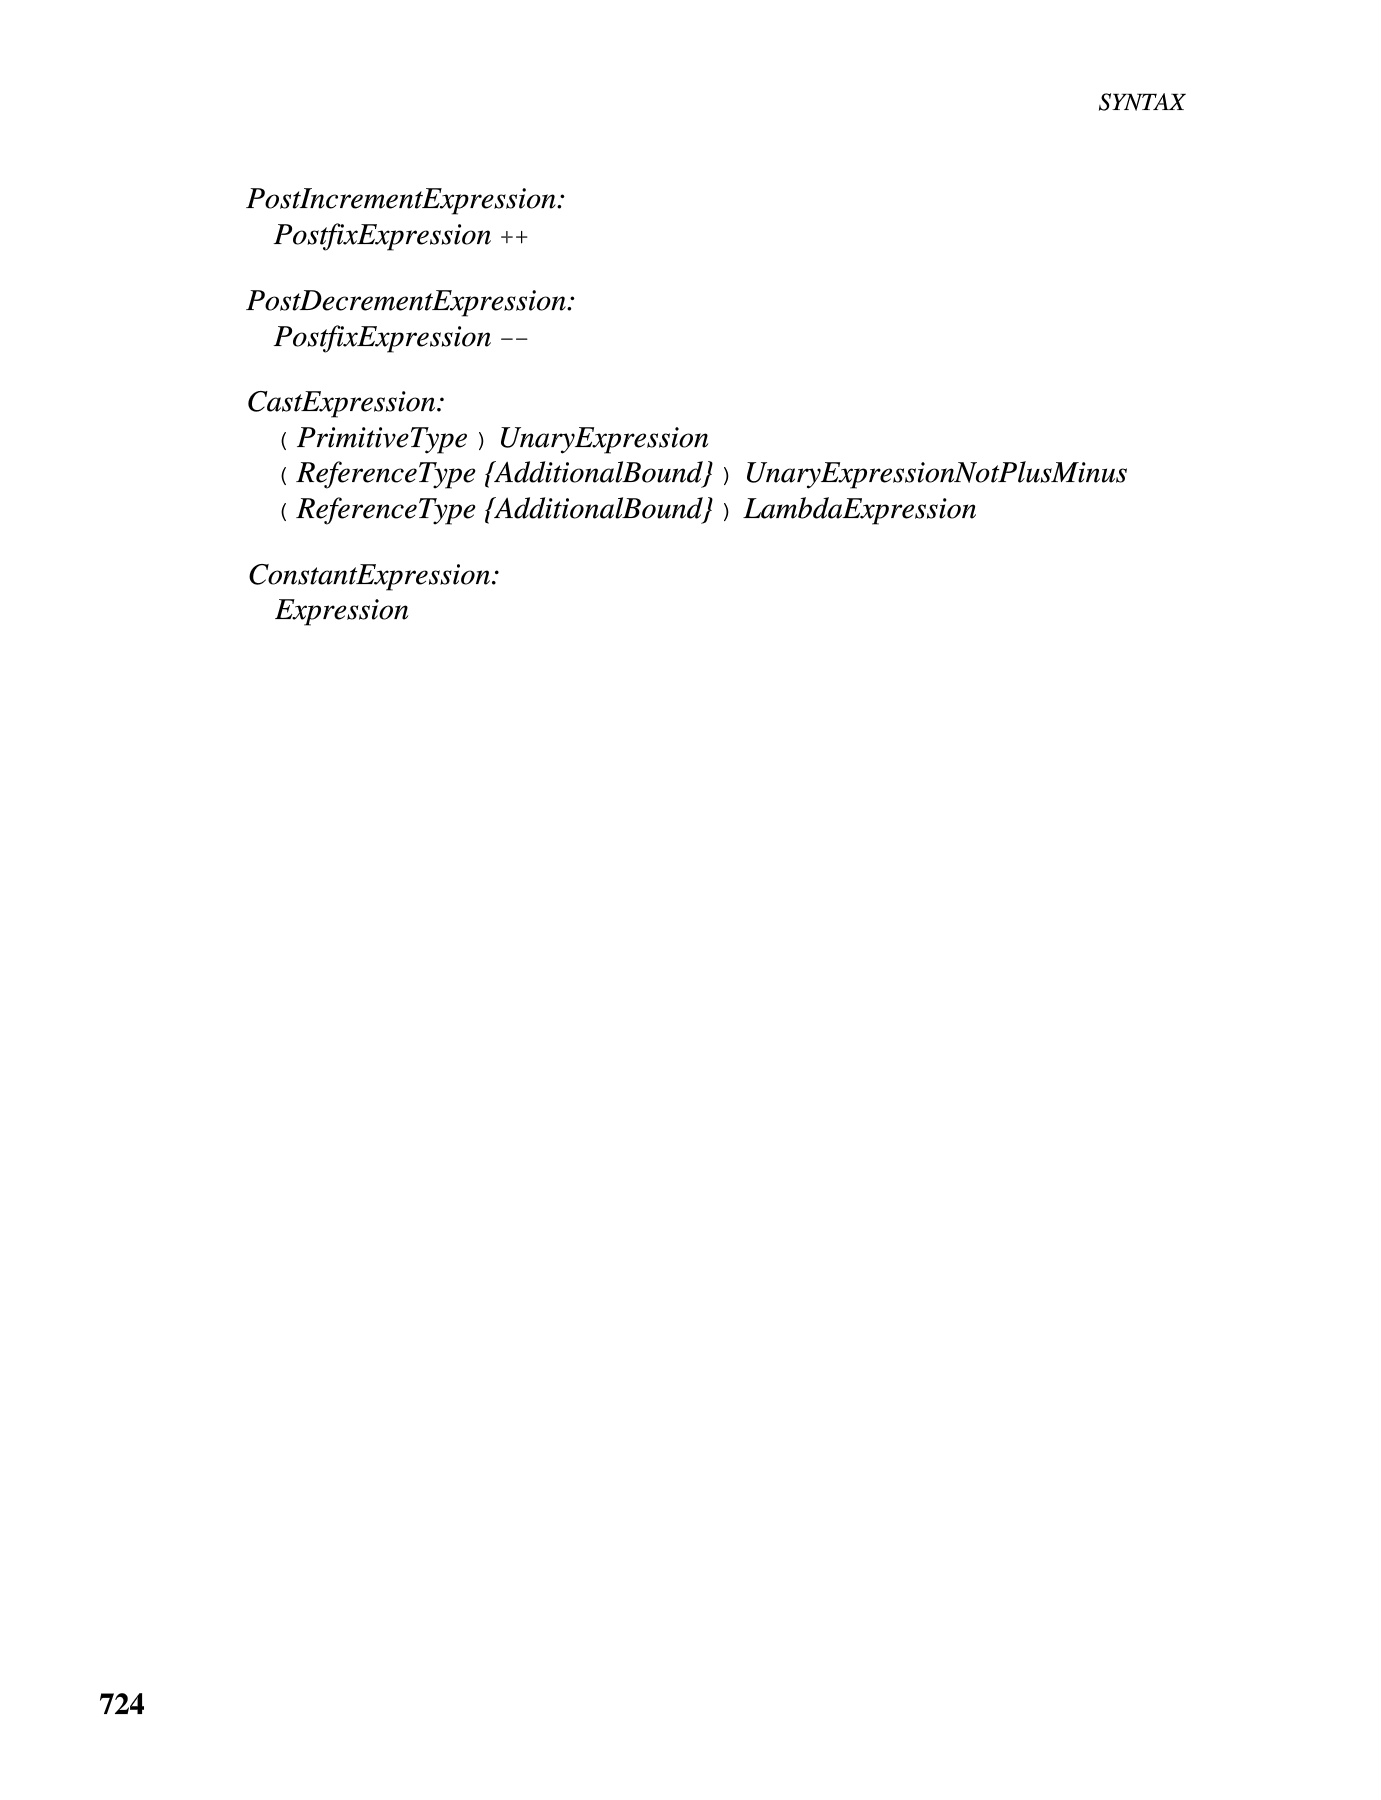 SYNTAX
PostIncrementExpression:
PostfixExpression ++
PostDecrementExpression:
PostfixExpression --
CastExpression:
( PrimitiveType ) UnaryExpression
( ReferenceType {AdditionalBound} ) UnaryExpressionNotPlusMinus
( ReferenceType {AdditionalBound} ) LambdaExpression
ConstantExpression:
Expression
724